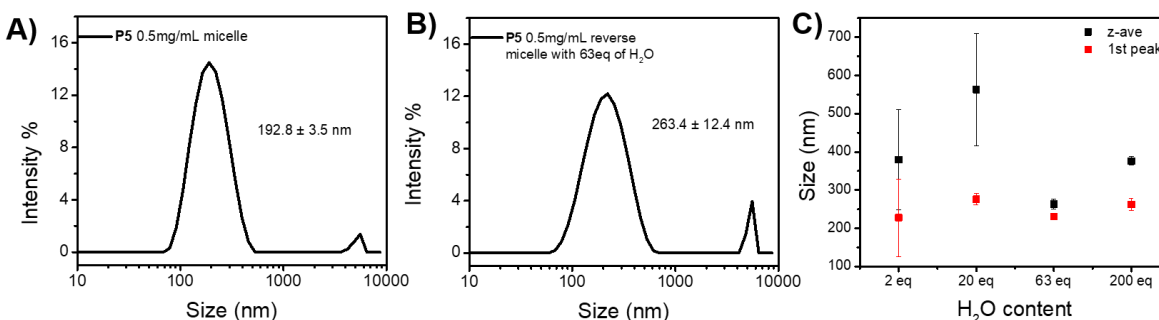 A)
P5 0.5mg/mL micelle
192.8 ± 3.5 nm
Intensity %
16
12
8
4
0
10
100
1000
10000
Size (nm)
B)
P5 0.5mg/mL reverse
micelle with 63eq of H₂O
263.4 ± 12.4 nm
Intensity %
16
12
8
4
0
10
100
1000
10000
Size (nm)
C)
z-ave
1st peak
Size (nm)
700
600
500
400
300
200
100
2 eq
20 eq
63 eq
200 eq
H₂O content